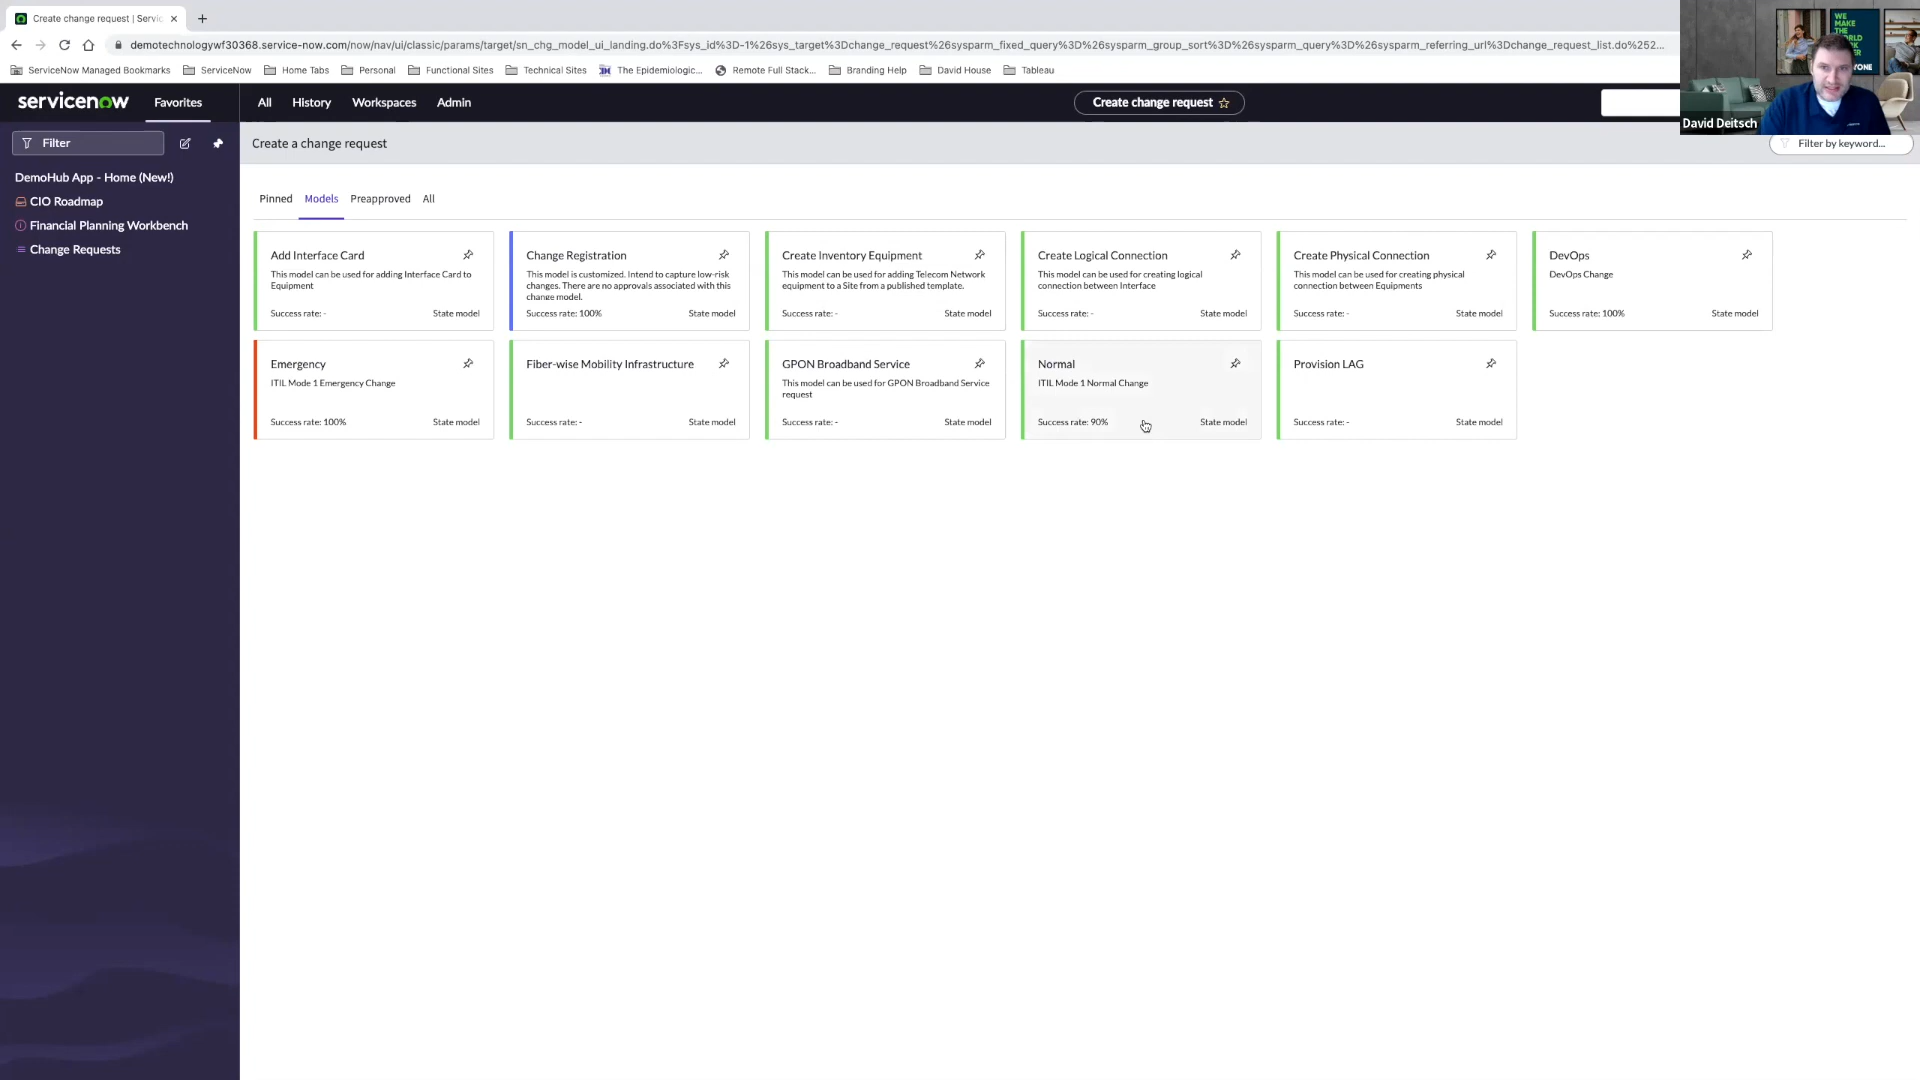 Create change request | Servic
demotechnologywf30368.service-now.com/now/nav/ui/classic/params/target/sn_chg_model_ui_landing.do%3Fsys_id%3D-1%26sys_target%3Dchange_request%26sysparm_fixed_query%3D%26sysparm_group_sort%3D%26sysparm_query%3D%26sysparm_referring_url%3Dchange_request_list.do%252...
ServiceNow Managed Bookmarks ServiceNow Home Tabs Personal Functional Sites Technical Sites The Epidemiologic... Remote Full Stack... Branding Help David House Tableau
WE
MAKE
THE
WORLD
David Deitsch
servicenow Favorites All History Workspaces Admin Create change request
Filter
DemoHub App - Home (New!)
CIO Roadmap
Financial Planning Workbench
Change Requests
Create a change request
Filter by keyword...
Pinned Models Preapproved All
Add Interface Card
This model can be used for adding Interface Card to
Equipment
Success rate: - State model
Change Registration
This model is customized. Intend to capture low-risk
changes. There are no approvals associated with this
change model.
Success rate: 100% State model
Create Inventory Equipment
This model can be used for adding Telecom Network
equipment to a Site from a published template.
Success rate: - State model
Create Logical Connection
This model can be used for creating logical
connection between Interface
Success rate: - State model
Create Physical Connection
This model can be used for creating physical
connection between Equipments
Success rate: - State model
DevOps
DevOps Change
Success rate: 100% State model
Emergency
ITIL Mode 1 Emergency Change
Success rate: 100% State model
Fiber-wise Mobility Infrastructure
Success rate: - State model
GPON Broadband Service
This model can be used for GPON Broadband Service
request
Success rate: - State model
Normal
ITIL Mode 1 Normal Change
Success rate: 90% State model
Provision LAG
Success rate: - State model